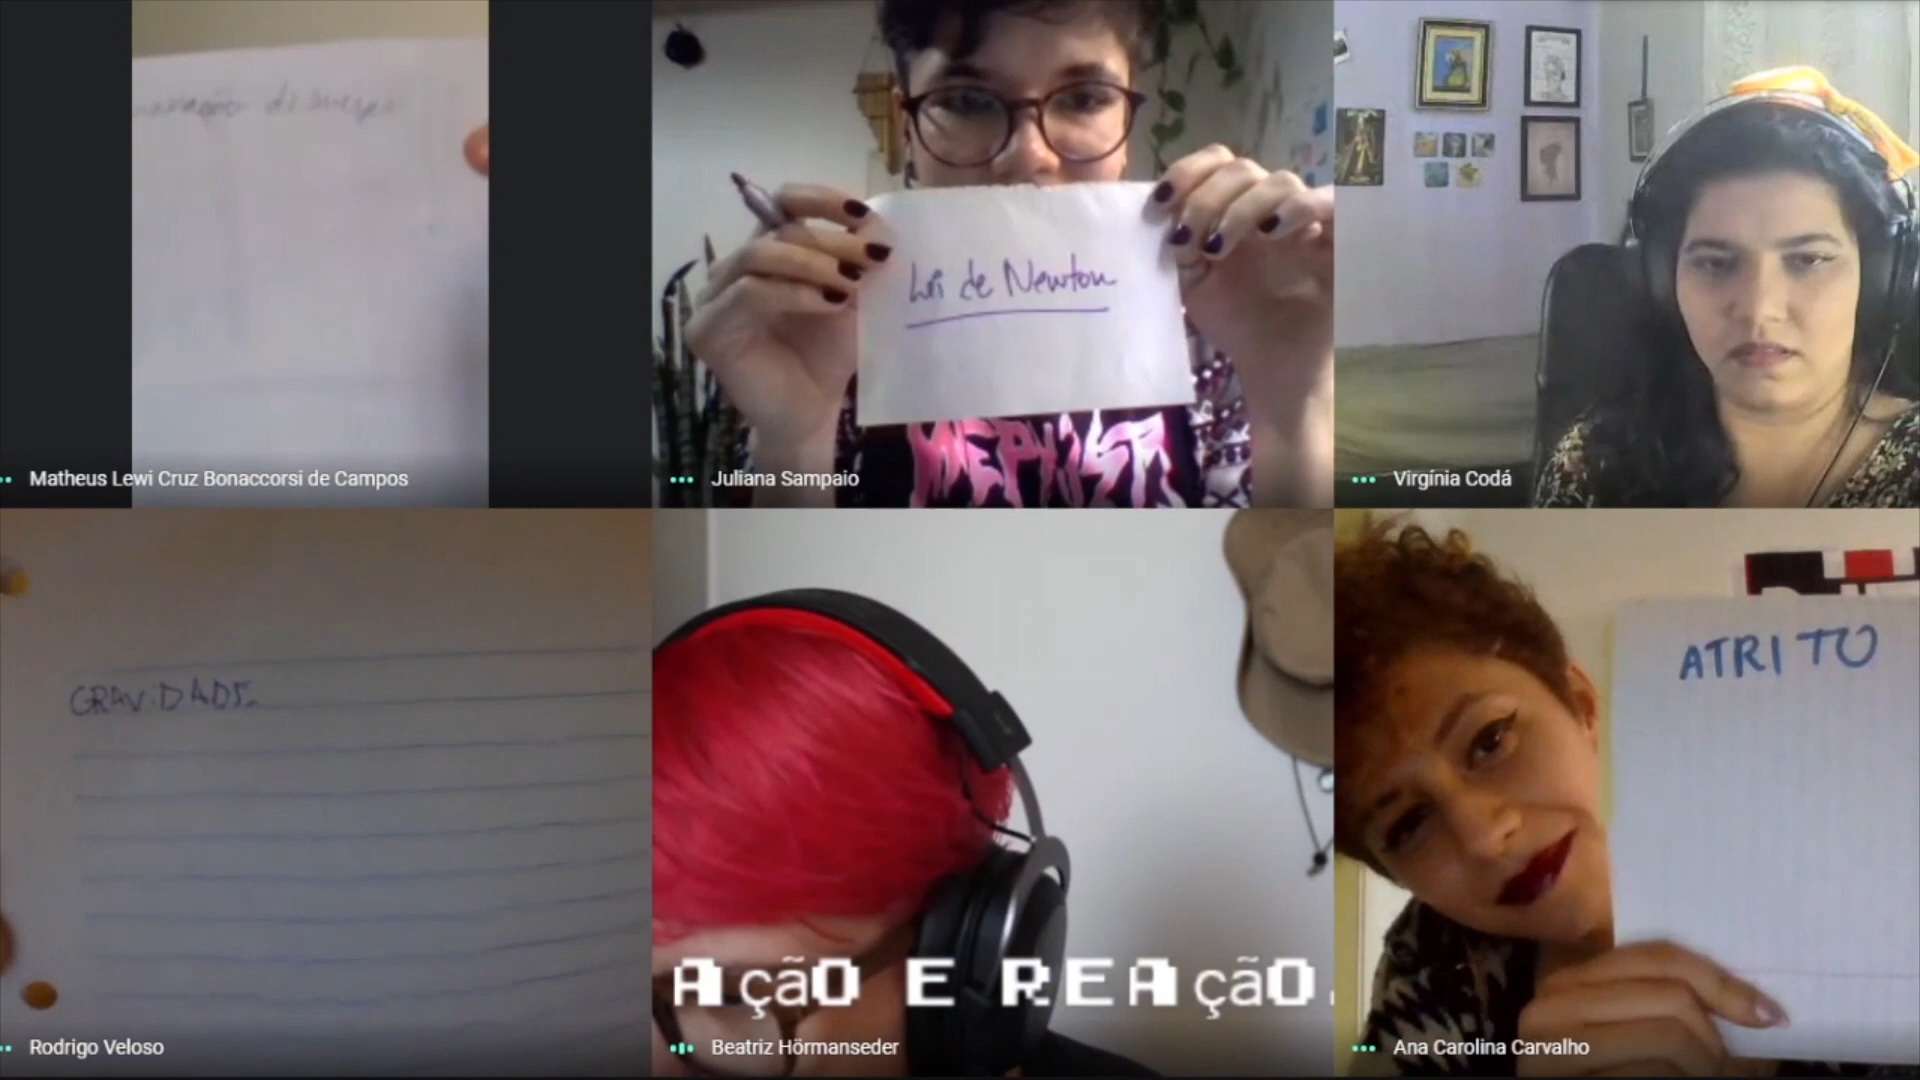 Matheus Lewi Cruz Bonaccorsi de Campos
Lei de Newton
MEPHISR
Juliana Sampaio
Virgínia Codá
GRAVIDADE.
Rodrigo Veloso
AçãO E REAçãO.
Beatriz Hörmanseder
ATRITO
Ana Carolina Carvalho